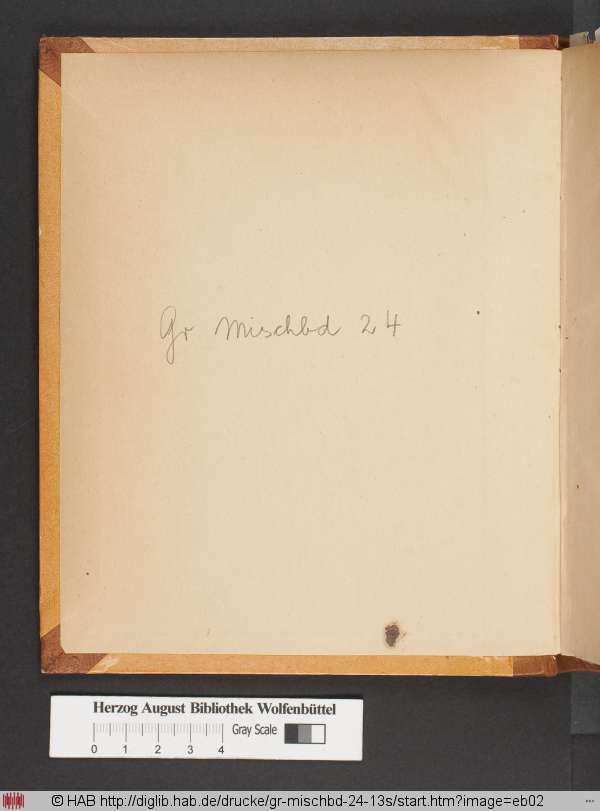 Gr Mischbd 24
Herzog August Bibliothek Wolfenbüttel
Gray Scale
0 1 2 3 4
© HAB http://diglib.hab.de/drucke/gr-mischbd-24-13s/start.htm?image=eb02